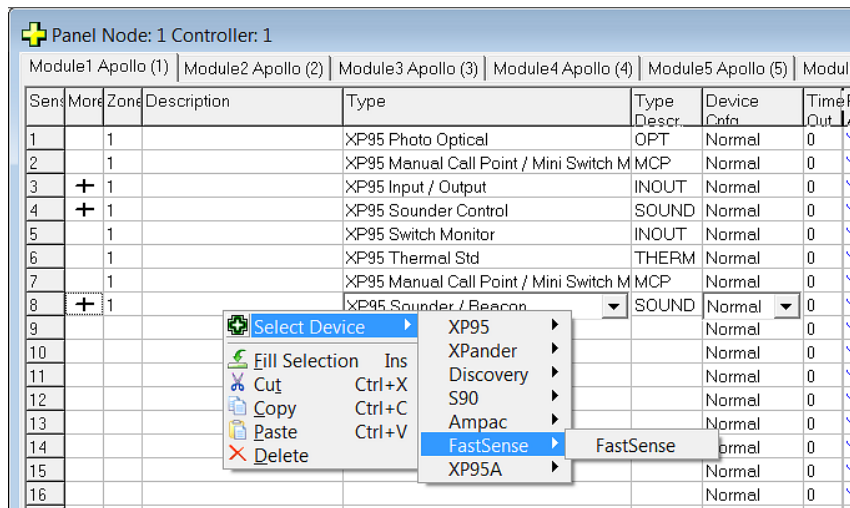 Panel Node: 1 Controller: 1
Module1 Apollo (1) Module2 Apollo (2) Module3 Apollo (3) Module4 Apollo (4) Module5 Apollo (5) Modul
Sens More Zone Description Type Type Descr. Device Cnfg Time Out
1 1 XP95 Photo Optical OPT Normal 0
2 1 XP95 Manual Call Point / Mini Switch M MCP Normal 0
3 + 1 XP95 Input / Output INOUT Normal 0
4 + 1 XP95 Sounder Control SOUND Normal 0
5 1 XP95 Switch Monitor INOUT Normal 0
6 1 XP95 Thermal Std THERM Normal 0
7 1 XP95 Manual Call Point / Mini Switch M MCP Normal 0
8 + 1 XP95 Sounder / Beacon SOUND Normal 0
9 Select Device XP95 Normal 0
10 Fill Selection Ins XPander Normal 0
11 Cut Ctrl+X Discovery Normal 0
12 Copy Ctrl+C S90 Normal 0
13 Paste Ctrl+V Ampac Normal 0
14 Delete FastSense FastSense ormal 0
15 XP95A Normal 0
16 Normal 0